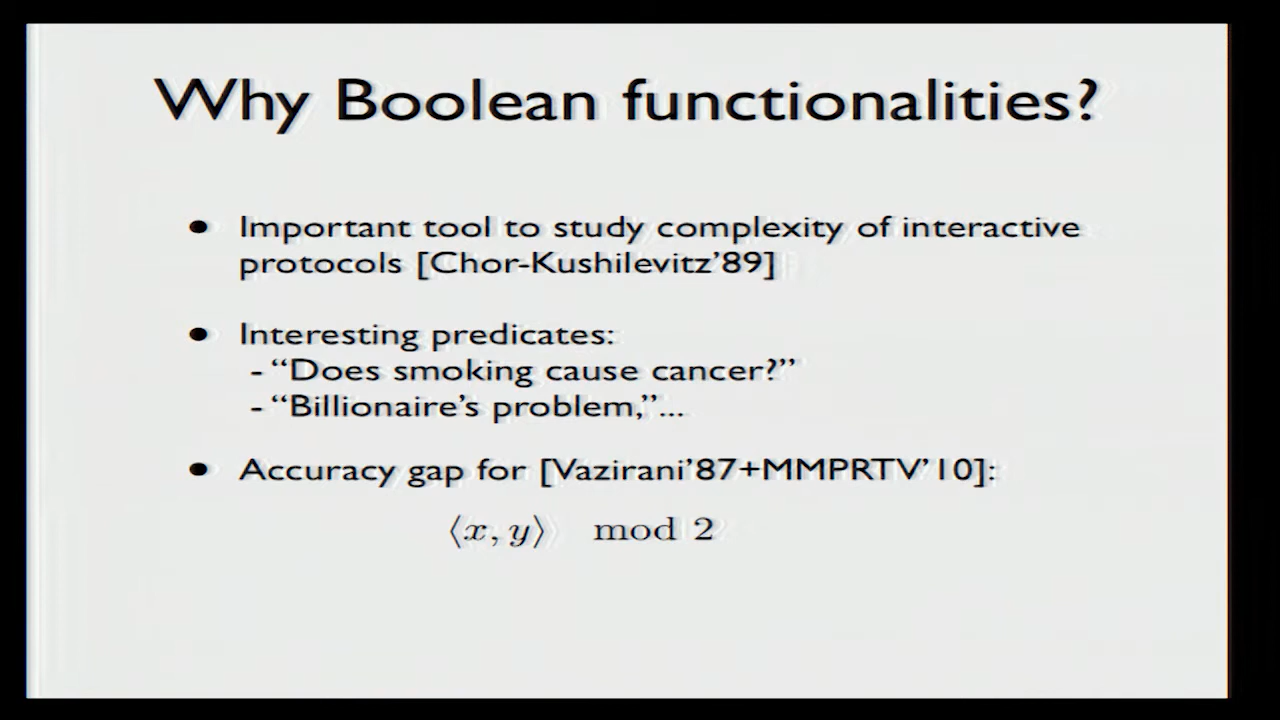 Why Boolean functionalities?
• Important tool to study complexity of interactive
protocols [Chor-Kushilevitz’89]
• Interesting predicates:
- “Does smoking cause cancer?”
- “Billionaire’s problem,”...
• Accuracy gap for [Vazirani’87+MMPRTV’10]:
⟨x, y⟩ mod 2